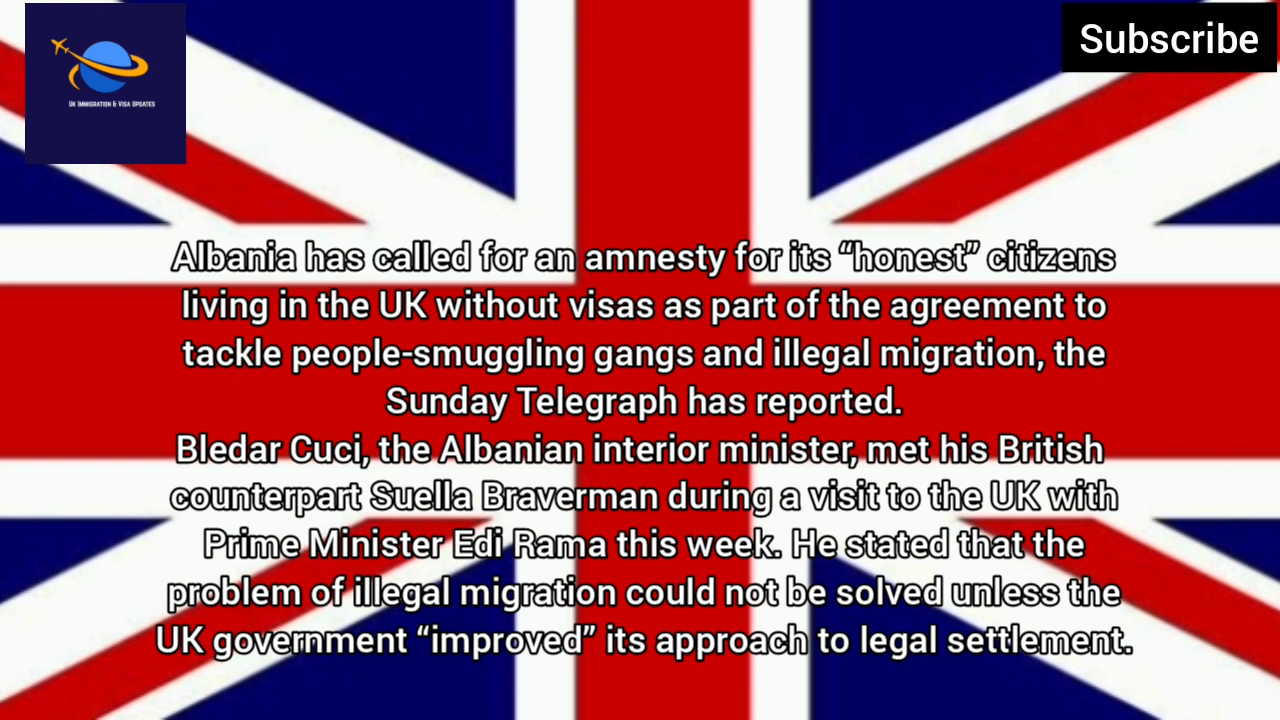 Subscribe
UK Immigration & Visa Updates
Albania has called for an amnesty for its “honest” citizens
living in the UK without visas as part of the agreement to
tackle people-smuggling gangs and illegal migration, the
Sunday Telegraph has reported.
Bledar Cuci, the Albanian interior minister, met his British
counterpart Suella Braverman during a visit to the UK with
Prime Minister Edi Rama this week. He stated that the
problem of illegal migration could not be solved unless the
UK government “improved” its approach to legal settlement.